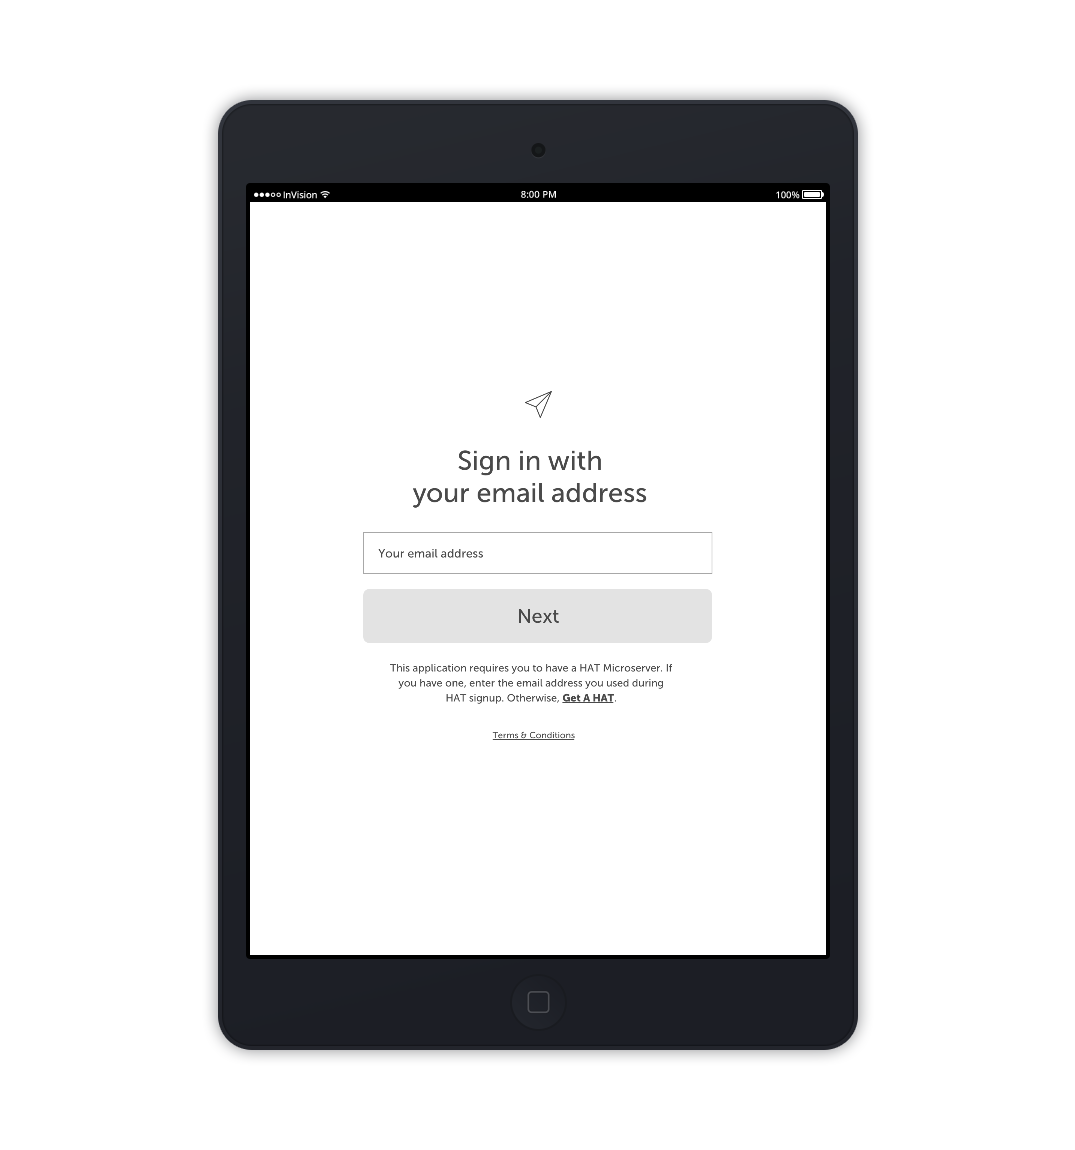 InVision
8:00 PM
100%
Sign in with
your email address
Your email address
Next
This application requires you to have a HAT Microserver. If
you have one, enter the email address you used during
HAT signup. Otherwise, Get A HAT.
Terms & Conditions